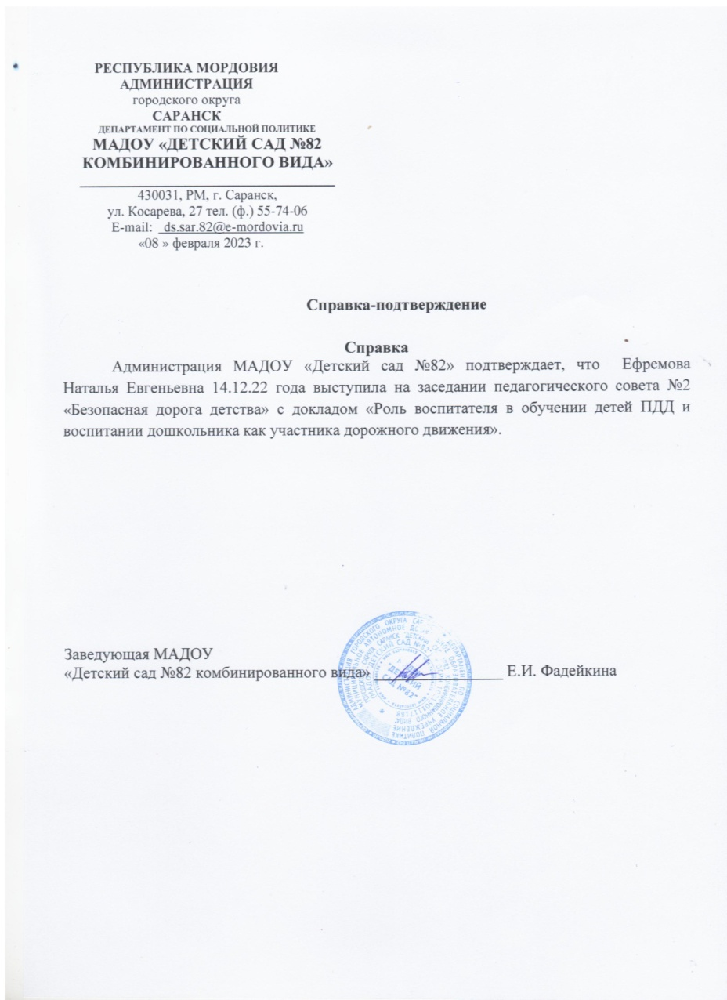 РЕСПУБЛИКА МОРДОВИЯ
АДМИНИСТРАЦИЯ
городского округа
САРАНСК
ДЕПАРТАМЕНТ ПО СОЦИАЛЬНОЙ ПОЛИТИКЕ
МАДОУ «ДЕТСКИЙ САД №82
КОМБИНИРОВАННОГО ВИДА»
430031, РМ, г. Саранск,
ул. Косарева, 27 тел. (ф.) 55-74-06
E-mail: ds.sar.82@e-mordovia.ru
«08 » февраля 2023 г.
Справка-подтверждение
Справка
Администрация МАДОУ «Детский сад №82» подтверждает, что Ефремова
Наталья Евгеньевна 14.12.22 года выступила на заседании педагогического совета №2
«Безопасная дорога детства» с докладом «Роль воспитателя в обучении детей ПДД и
воспитании дошкольника как участника дорожного движения».
Заведующая МАДОУ
«Детский сад №82 комбинированного вида» ________________ Е.И. Фадейкина
"ДЕТСКИЙ
САД №82"